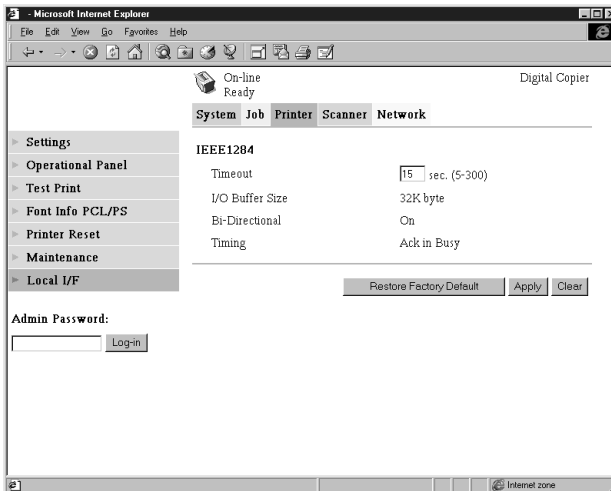 - Microsoft Internet Explorer
File Edit View Go Favorites Help
On-line
Ready
Digital Copier
System Job Printer Scanner Network
Settings
Operational Panel
Test Print
Font Info PCL/PS
Printer Reset
Maintenance
Local I/F
Admin Password:
Log-in
IEEE1284
Timeout 15 sec. (5-300)
I/O Buffer Size 32K byte
Bi-Directional On
Timing Ack in Busy
Restore Factory Default Apply Clear
Internet zone